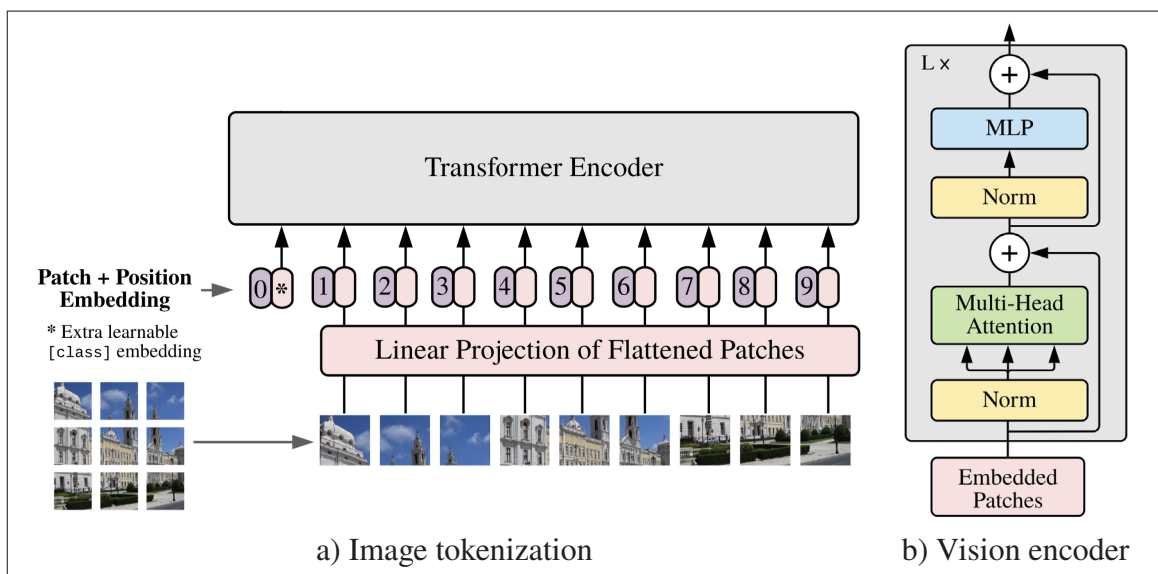 Transformer Encoder
Patch + Position
Embedding
0 * 1 2 3 4 5 6 7 8 9
* Extra learnable
[class] embedding
Linear Projection of Flattened Patches
a) Image tokenization
L ×
+
MLP
Norm
+
Multi-Head
Attention
Norm
Embedded
Patches
b) Vision encoder